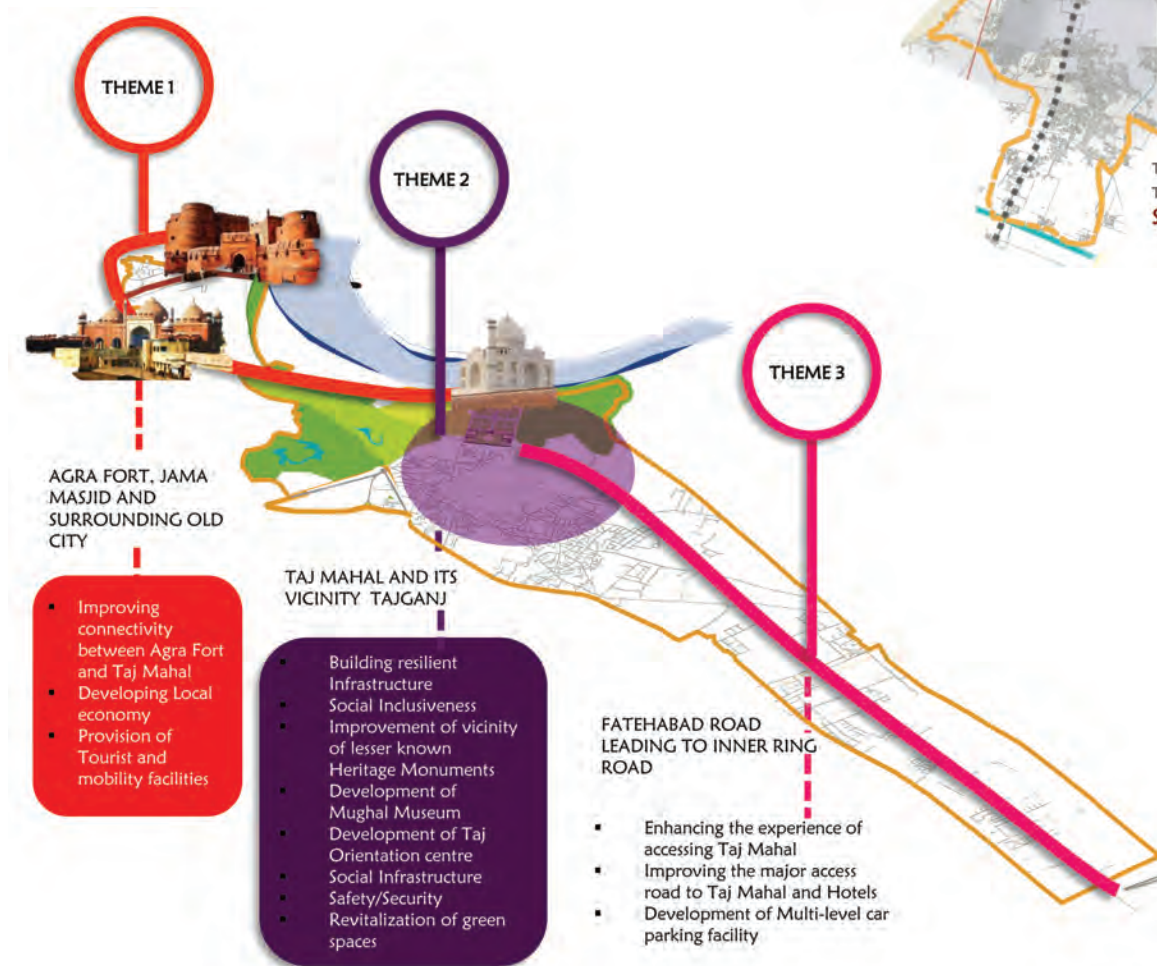 THEME 1
THEME 2
THEME 3
AGRA FORT, JAMA
MASJID AND
SURROUNDING OLD
CITY
▪ Improving
connectivity
between Agra Fort
and Taj Mahal
▪ Developing Local
economy
▪ Provision of
Tourist and
mobility facilities
TAJ MAHAL AND ITS
VICINITY TAJGANJ
▪ Building resilient
Infrastructure
▪ Social Inclusiveness
▪ Improvement of vicinity
of lesser known
Heritage Monuments
▪ Development of
Mughal Museum
▪ Development of Taj
Orientation centre
▪ Social Infrastructure
▪ Safety/Security
▪ Revitalization of green
spaces
FATEHABAD ROAD
LEADING TO INNER RING
ROAD
▪ Enhancing the experience of
accessing Taj Mahal
▪ Improving the major access
road to Taj Mahal and Hotels
▪ Development of Multi-level car
parking facility
T
T
S